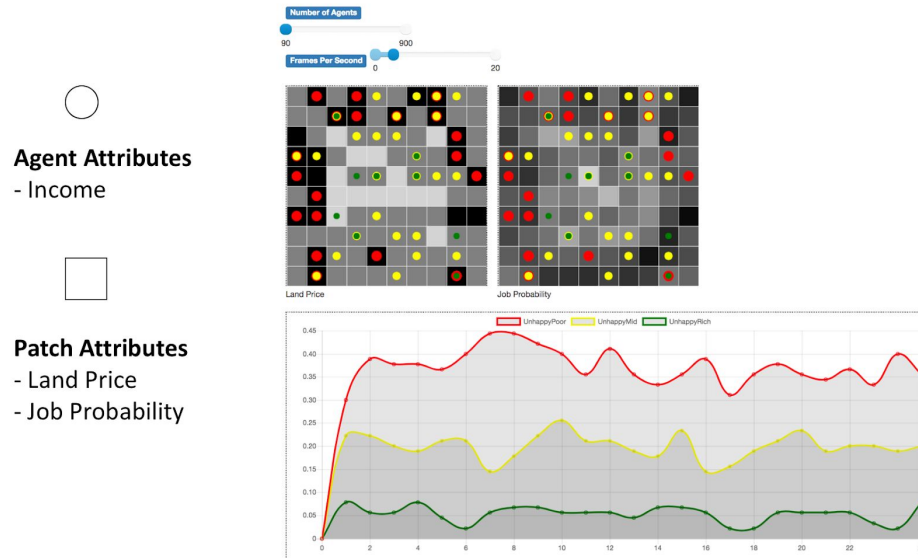 Number of Agents
90 900
Frames Per Second
0 20
Agent Attributes
- Income
Patch Attributes
- Land Price
- Job Probability
Land Price Job Probability
UnhappyPoor UnhappyMid UnhappyRich
0.45
0.40
0.35
0.30
0.25
0.20
0.15
0.10
0.05
0
0 2 4 6 8 10 12 14 16 18 20 22